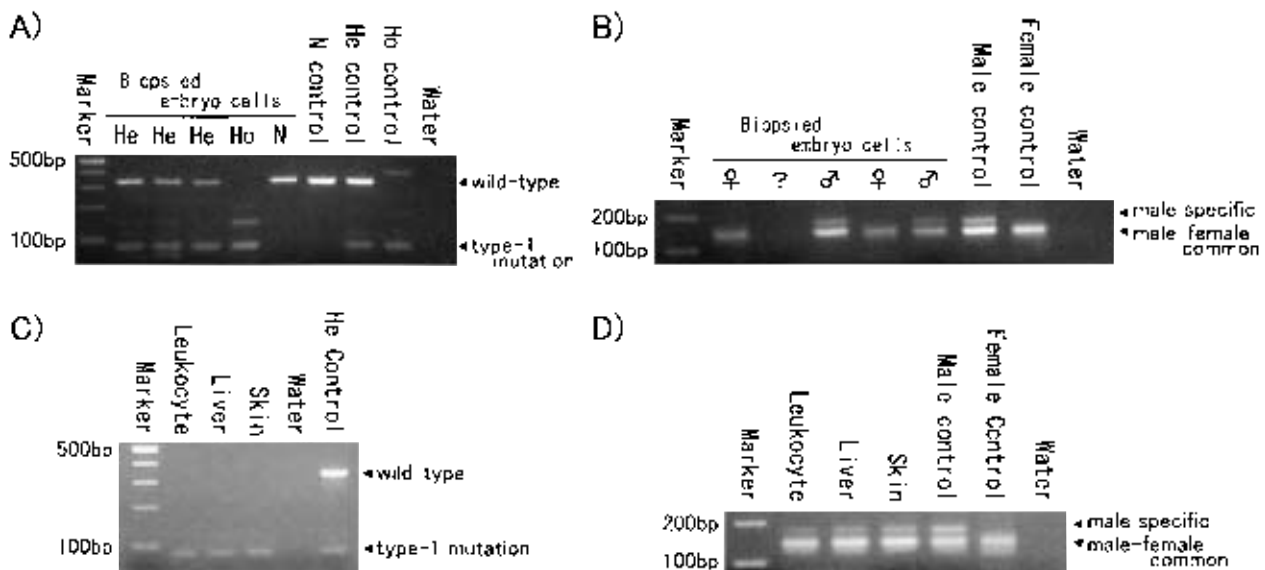 A)
Marker
Biopsied
embryo cells
He He He Ho N
N control
He control
Ho control
Water
500bp
100bp
wild-type
type-1
mutation
B)
Marker
Biopsied
embryo cells
♀ ? ♂ ♀ ♂
Male control
Female control
Water
200bp
100bp
male specific
male female
common
C)
Marker
Leukocyte
Liver
Skin
Water
He Control
500bp
100bp
wild type
type-1 mutation
D)
Marker
Leukocyte
Liver
Skin
Male control
Female Control
Water
200bp
100bp
male specific
male-female
common